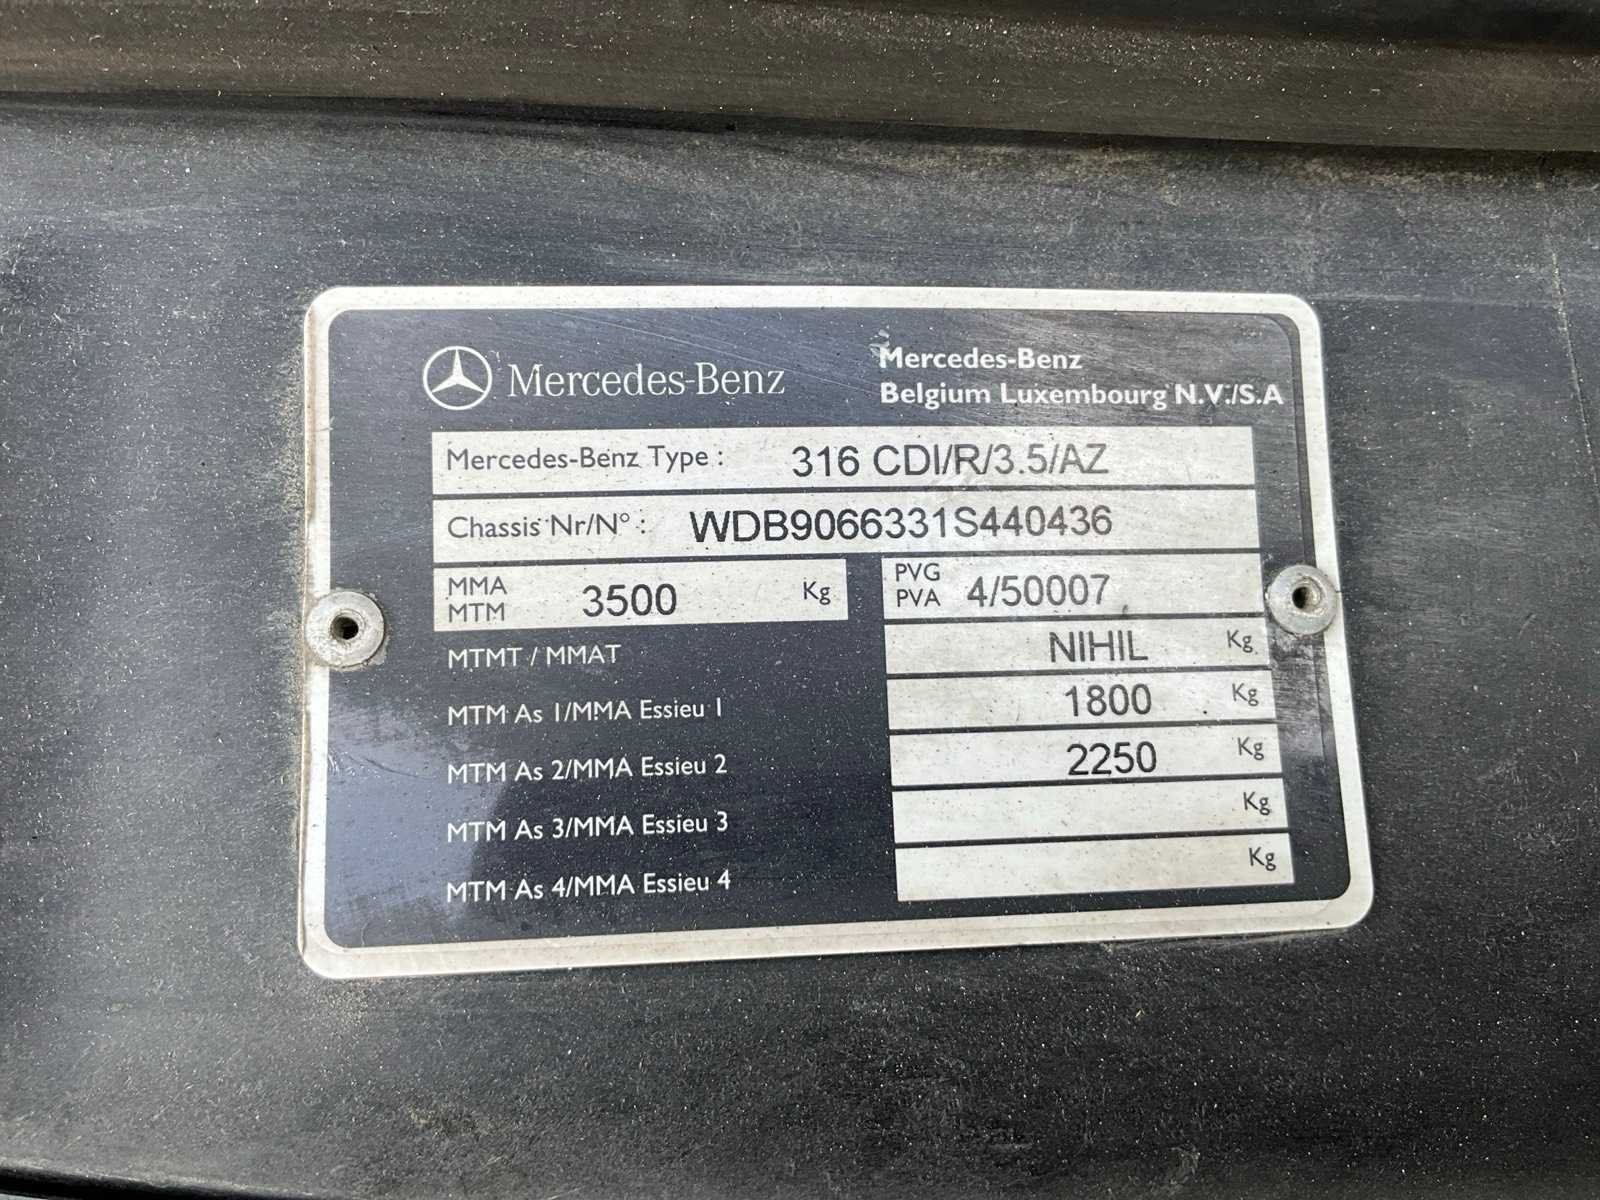 Mercedes-Benz
Mercedes-Benz
Belgium Luxembourg N.V./S.A
Mercedes-Benz Type : 316 CDI/R/3.5/AZ
Chassis Nr/N° : WDB9066331S440436
MMA
MTM 3500 Kg
PVG
PVA 4/50007
MTMT / MMAT NIHIL Kg
MTM As 1/MMA Essieu 1 1800 Kg
MTM As 2/MMA Essieu 2 2250 Kg
MTM As 3/MMA Essieu 3 Kg
MTM As 4/MMA Essieu 4 Kg